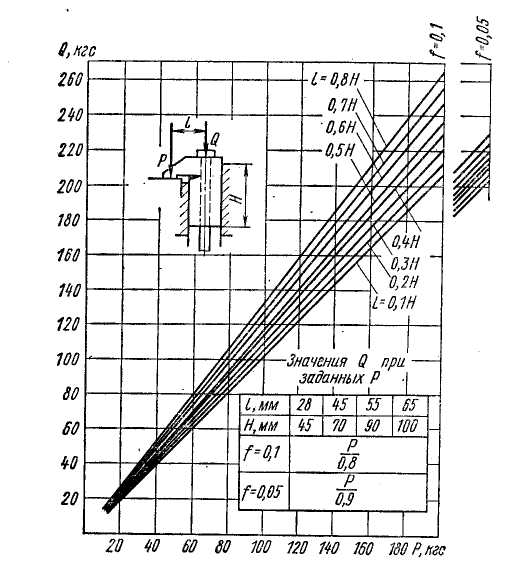 Q, кгс
f=0,1
f=0,05
260
240
220
200
180
160
140
120
100
80
60
40
20
l=0,8H
0,7H
0,6H
0,5H
0,4H
0,3H
0,2H
l=0,1H
l
Q
P
H
Значения Q при
заданных P
l, мм 28 45 55 65
H, мм 45 70 90 100
f=0,1 P/0,8
f=0,05 P/0,9
20 40 60 80 100 120 140 160 180 P, кгс